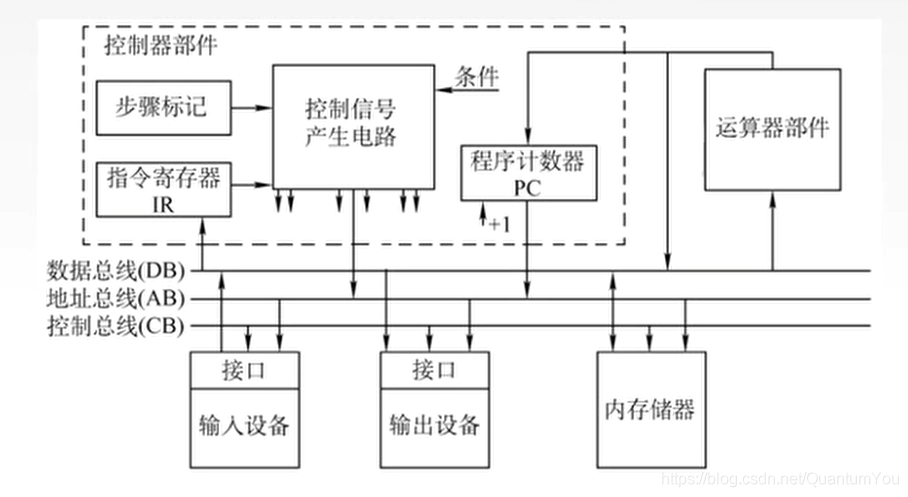 控制器部件
步骤标记
控制信号
产生电路
条件
运算器部件
指令寄存器
IR
程序计数器
PC
+1
数据总线(DB)
地址总线(AB)
控制总线(CB)
接口
输入设备
接口
输出设备
内存储器
https://blog.csdn.net/QuantumYou